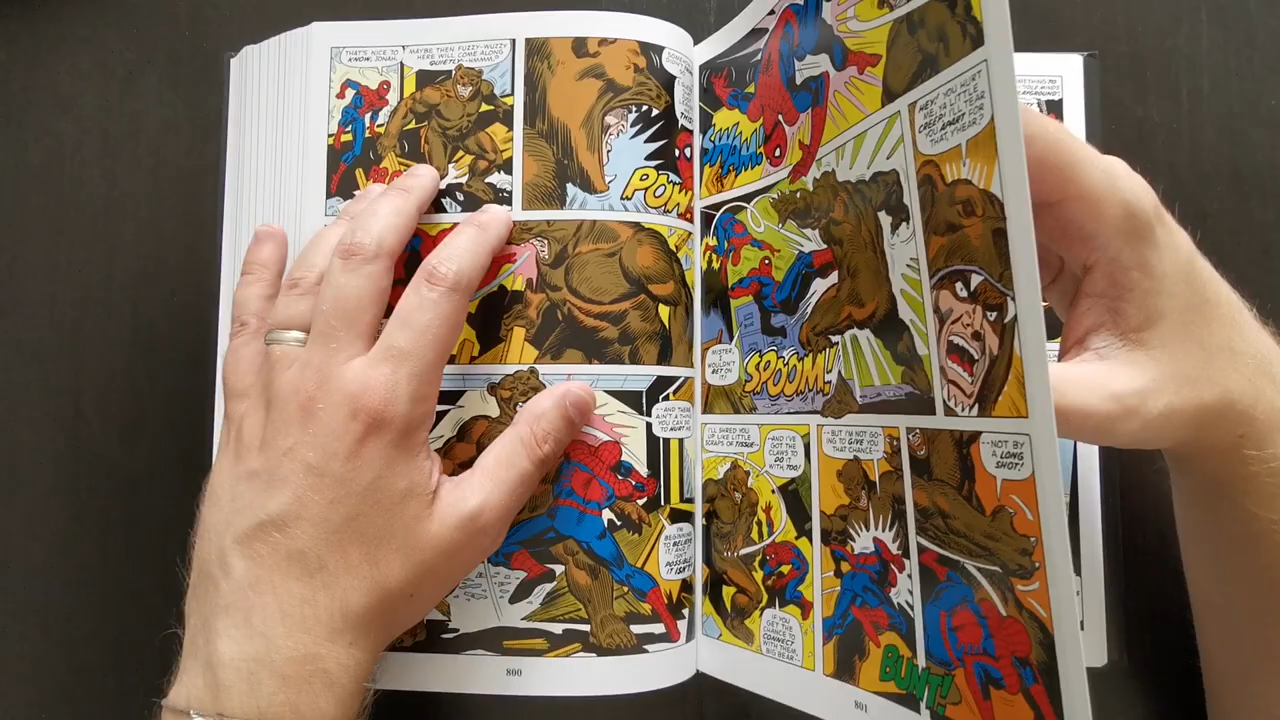 THAT'S NICE TO
KNOW, JONAH.
MAYBE THEN FUZZY-WUZZY
HERE WILL COME ALONG
QUIETLY--HMMMM?
POW!
--AND THERE
AIN'T A THING
YOU CAN DO
TO HURT ME
I'M
BEGINNING
TO BELIEVE
IT! AND IT
ISN'T
POSSIBLE!
IT ISN'T!
800
SWAM!
HEY! YOU HURT
ME, YA LITTLE
CREEP! I'LL TEAR
YOU APART FOR
THAT, Y'HEAR?
MISTER,
I
WOULDN'T
BET ON
IT!
SPOOM!
I'LL SHRED YOU
UP LIKE LITTLE
SCRAPS OF TISSUE--
--AND I'VE
GOT THE
CLAWS TO
DO IT
WITH, TOO!
IF YOU
GET THE
CHANCE TO
CONNECT
WITH THEM,
BIG BEAR--
--BUT I'M NOT GO-
ING TO GIVE YOU
THAT CHANCE--
--NOT BY
A LONG
SHOT!
BUNT!
801